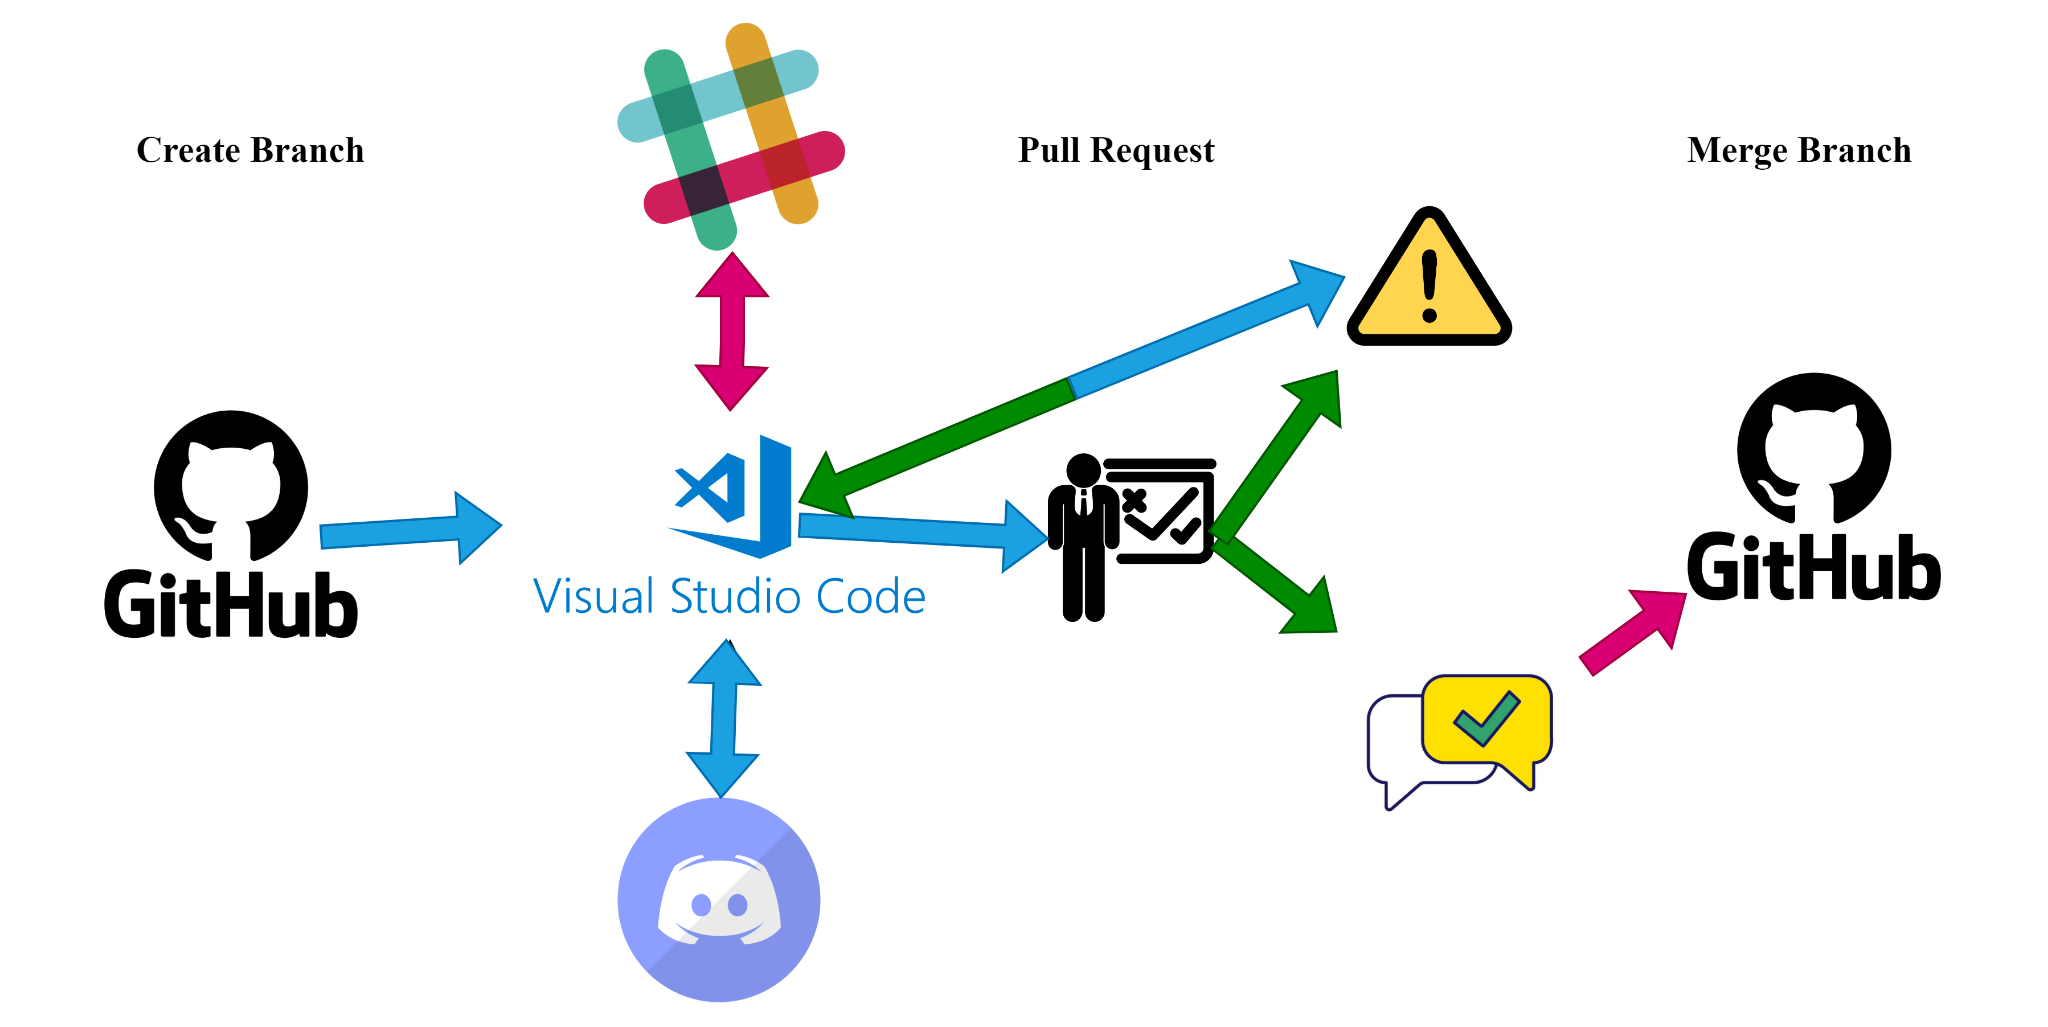 Create Branch
Pull Request
Merge Branch
GitHub
Visual Studio Code
GitHub